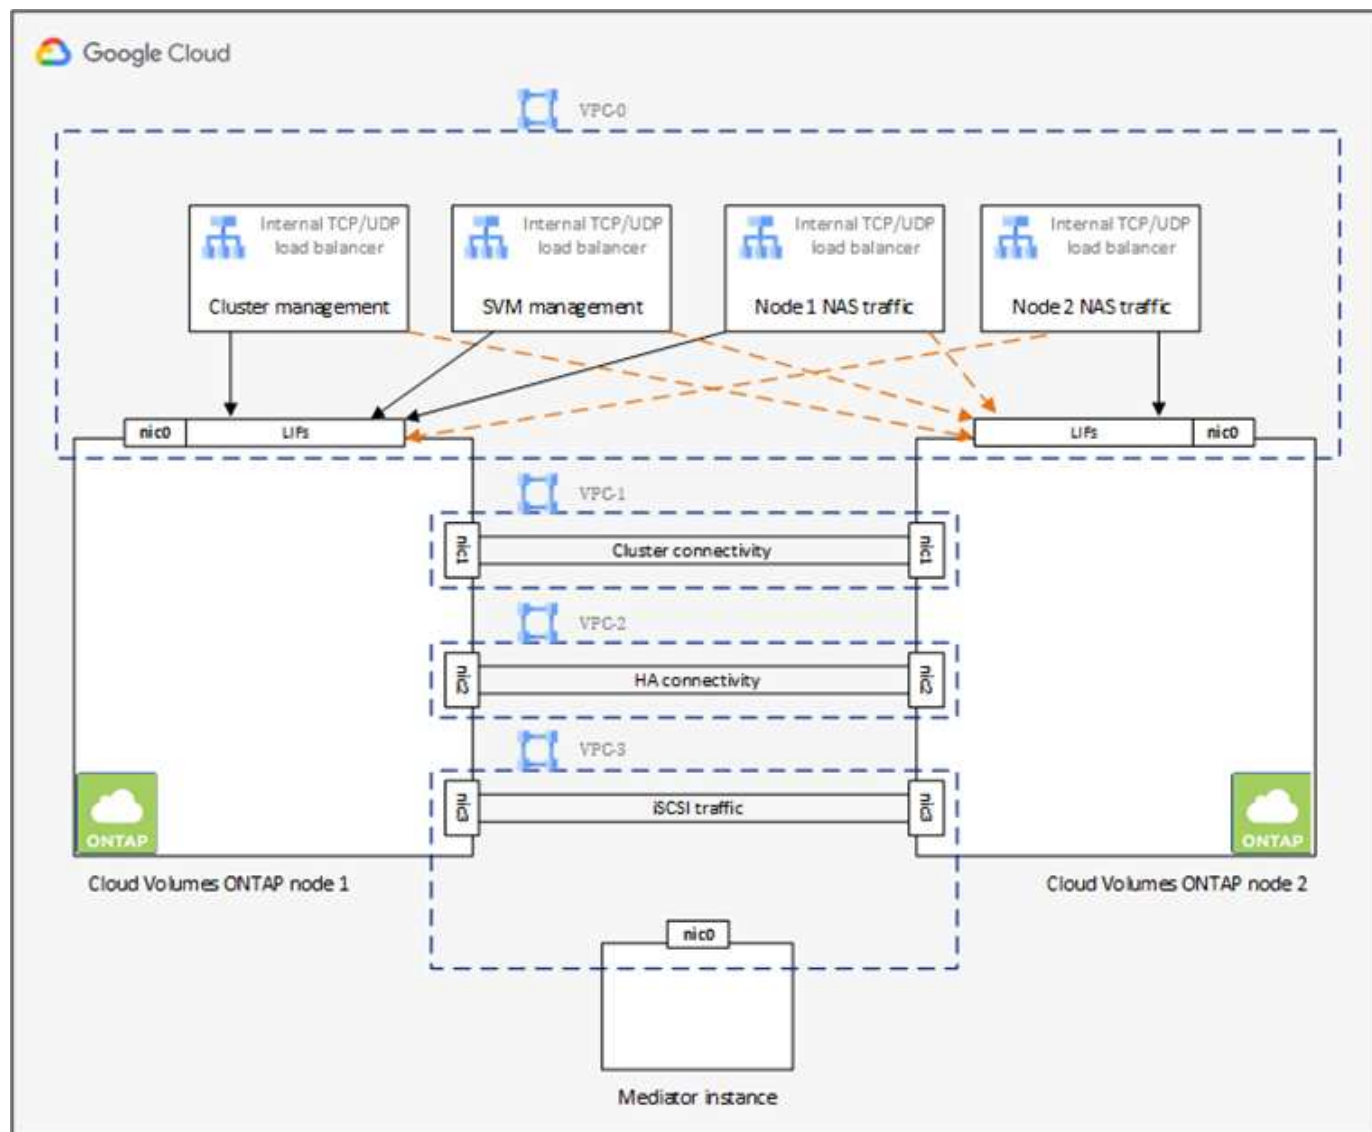 Google Cloud
VPC-0
Internal TCP/UDP
load balancer
Cluster management
Internal TCP/UDP
load balancer
SVM management
Internal TCP/UDP
load balancer
Node 1 NAS traffic
Internal TCP/UDP
load balancer
Node 2 NAS traffic
nic0
LIFs
LIFs
nic0
VPC-1
nic1
Cluster connectivity
nic1
VPC-2
nic2
HA connectivity
nic2
VPC-3
nic3
iSCSI traffic
nic3
ONTAP
ONTAP
Cloud Volumes ONTAP node 1
Cloud Volumes ONTAP node 2
nic0
Mediator instance